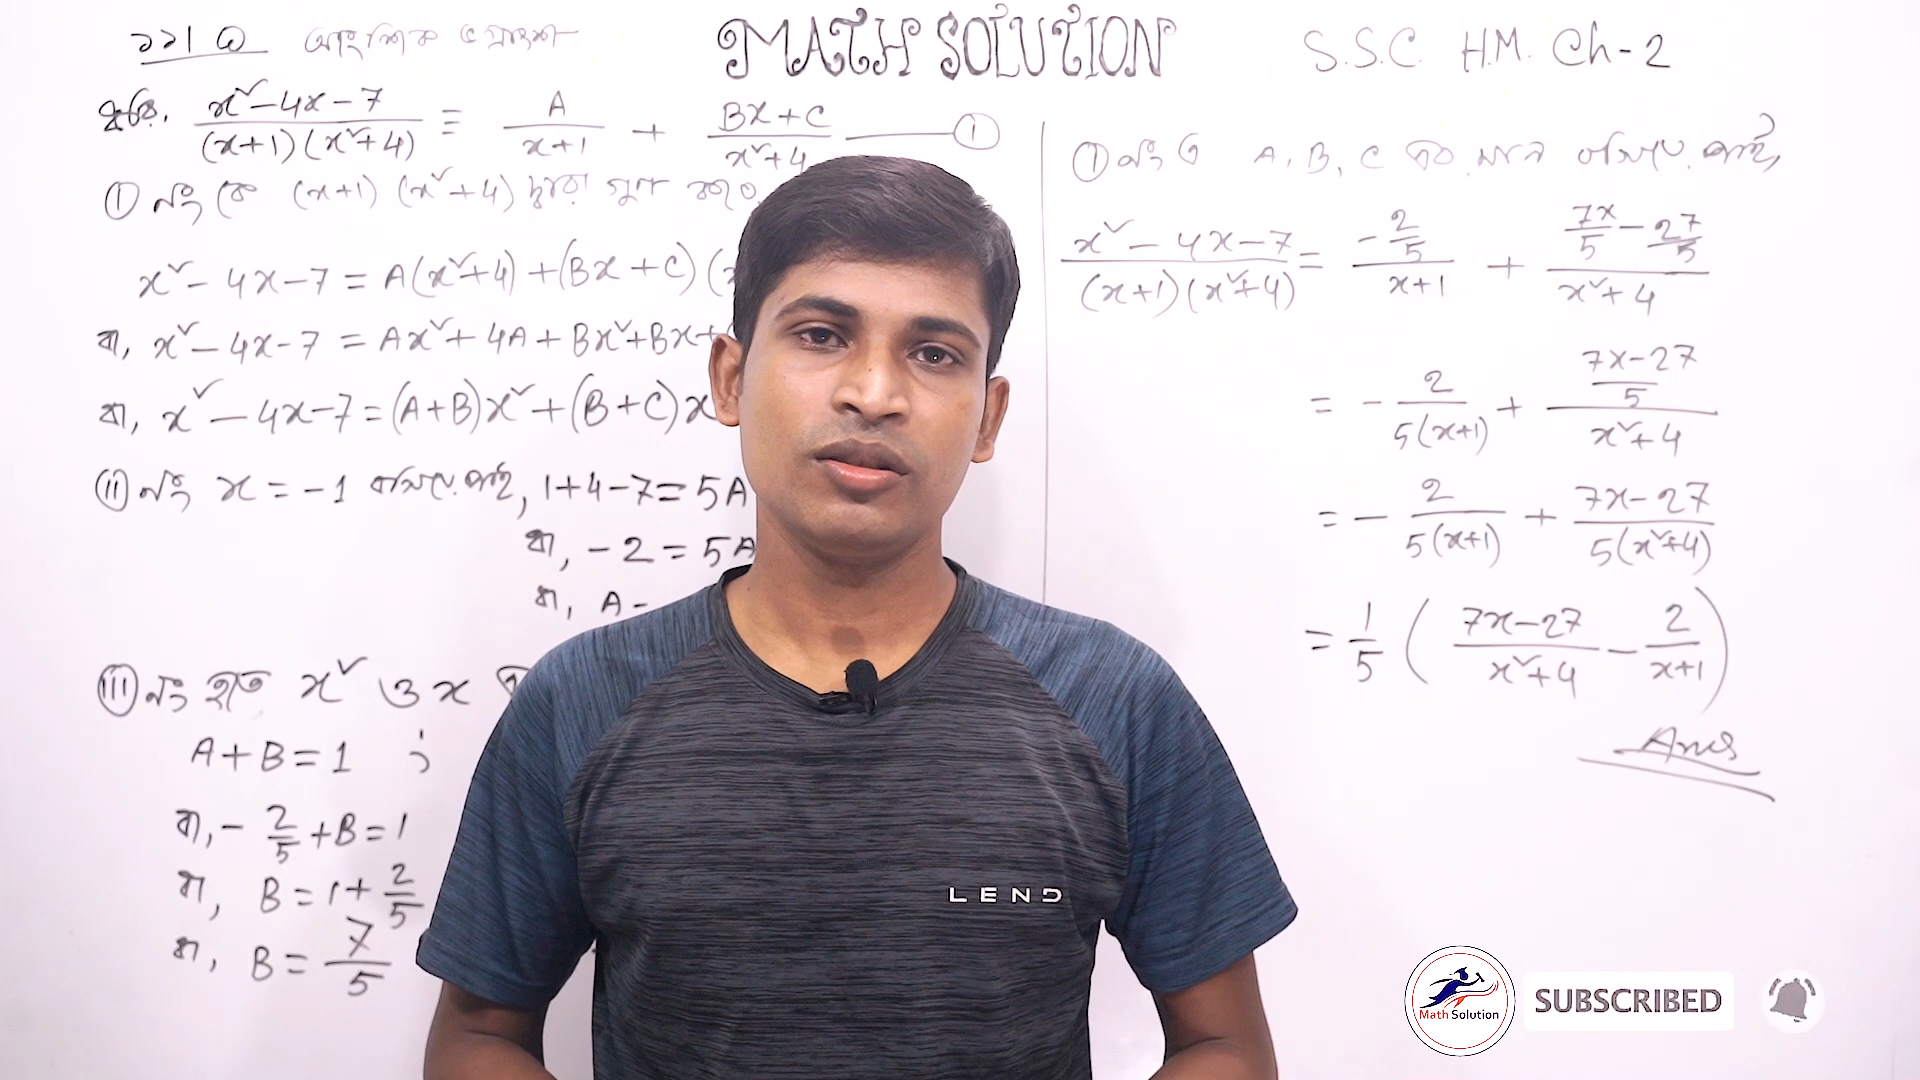 ১১। ৫ আংশিক ভগ্নাংশ
MATH SOLUTION
S.S.C. H.M. Ch-2
ধরি, (x²-4x-7)/((x+1)(x²+4)) ≡ A/(x+1) + (Bx+C)/(x²+4) — ①
① নং কে (x+1) (x²+4) দ্বারা গুণ করে
x²-4x-7 = A(x²+4)+(Bx+C)(
বা, x²-4x-7 = Ax²+4A+Bx²+Bx+
বা, x²-4x-7=(A+B)x²+(B+C)x
ⅱ নং x=-1 বসিয়ে পাই, 1+4-7=5A
বা, -2=5A
বা, A=
ⅲ নং হতে x² ও x
A+B=1 ;
বা, -2/5+B=1
বা, B=1+2/5
বা, B=7/5
① নং এ A, B, C এর মান বসিয়ে পাই,
(x²-4x-7)/((x+1)(x²+4)) = (-2/5)/(x+1) + (7x/5-27/5)/(x²+4)
= -2/(5(x+1)) + ((7x-27)/5)/(x²+4)
= -2/(5(x+1)) + (7x-27)/(5(x²+4))
= 1/5 ((7x-27)/(x²+4) - 2/(x+1))
Ans
LEND
Math Solution
SUBSCRIBED